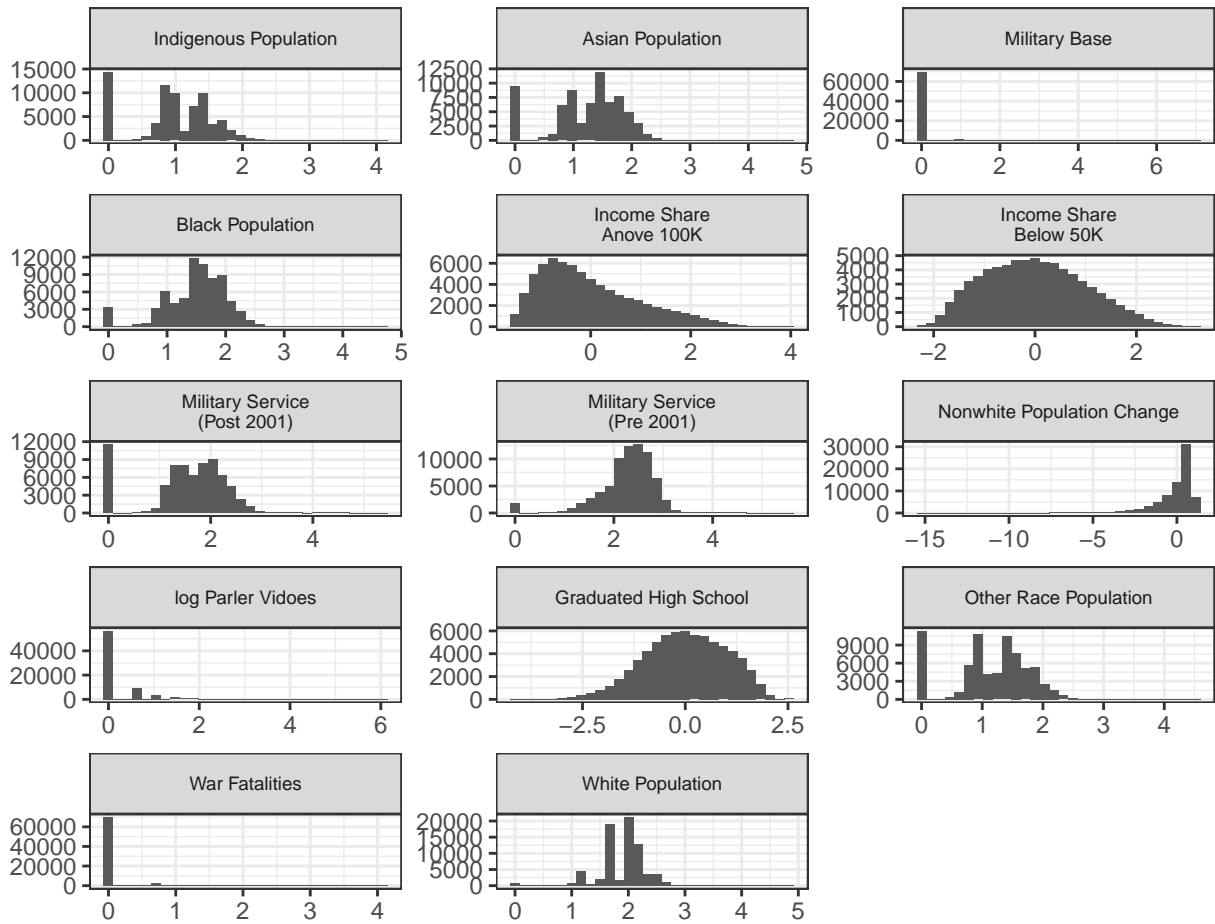 Indigenous Population
15000
10000
5000
0
0 1 2 3 4
Asian Population
12500
10000
7500
5000
2500
0
0 1 2 3 4 5
Military Base
60000
40000
20000
0
0 2 4 6
Black Population
12000
9000
6000
3000
0
0 1 2 3 4 5
Income Share
Anove 100K
6000
4000
2000
0
0 2 4
Income Share
Below 50K
5000
4000
3000
2000
1000
0
−2 0 2
Military Service
(Post 2001)
12000
9000
6000
3000
0
0 2 4
Military Service
(Pre 2001)
10000
5000
0
0 2 4
Nonwhite Population Change
30000
20000
10000
0
−15 −10 −5 0
log Parler Vidoes
40000
20000
0
0 2 4 6
Graduated High School
6000
4000
2000
0
−2.5 0.0 2.5
Other Race Population
9000
6000
3000
0
0 1 2 3 4
War Fatalities
60000
40000
20000
0
0 1 2 3 4
White Population
20000
15000
10000
5000
0
0 1 2 3 4 5